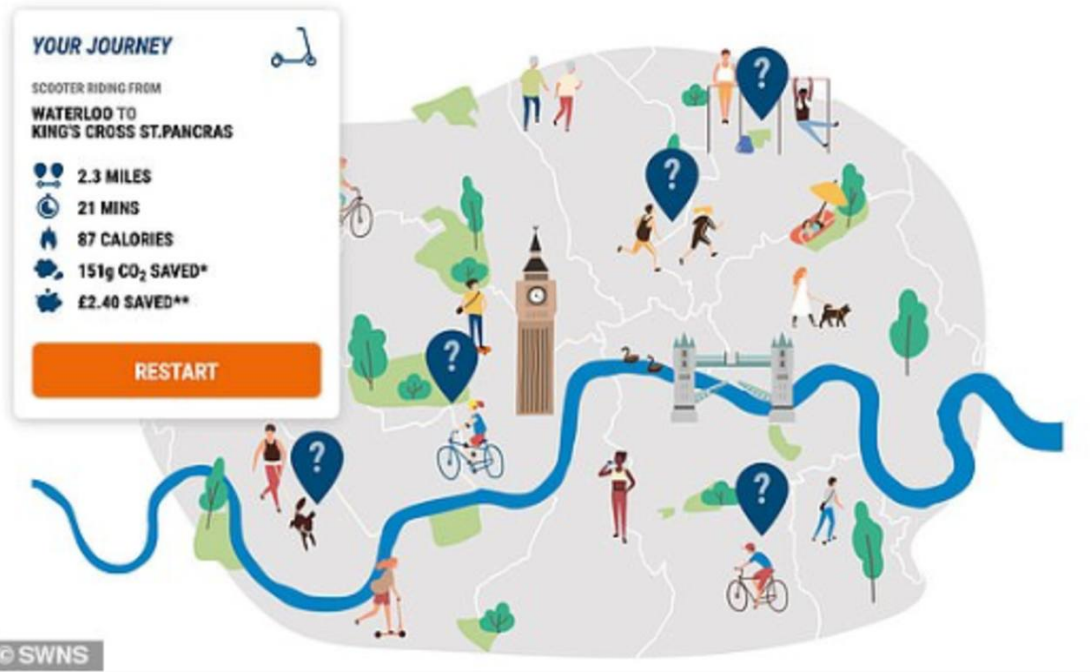 YOUR JOURNEY
SCOOTER RIDING FROM
WATERLOO TO
KING'S CROSS ST.PANCRAS
2.3 MILES
21 MINS
87 CALORIES
151g CO₂ SAVED*
£2.40 SAVED**
RESTART
?
?
?
?
?
© SWNS